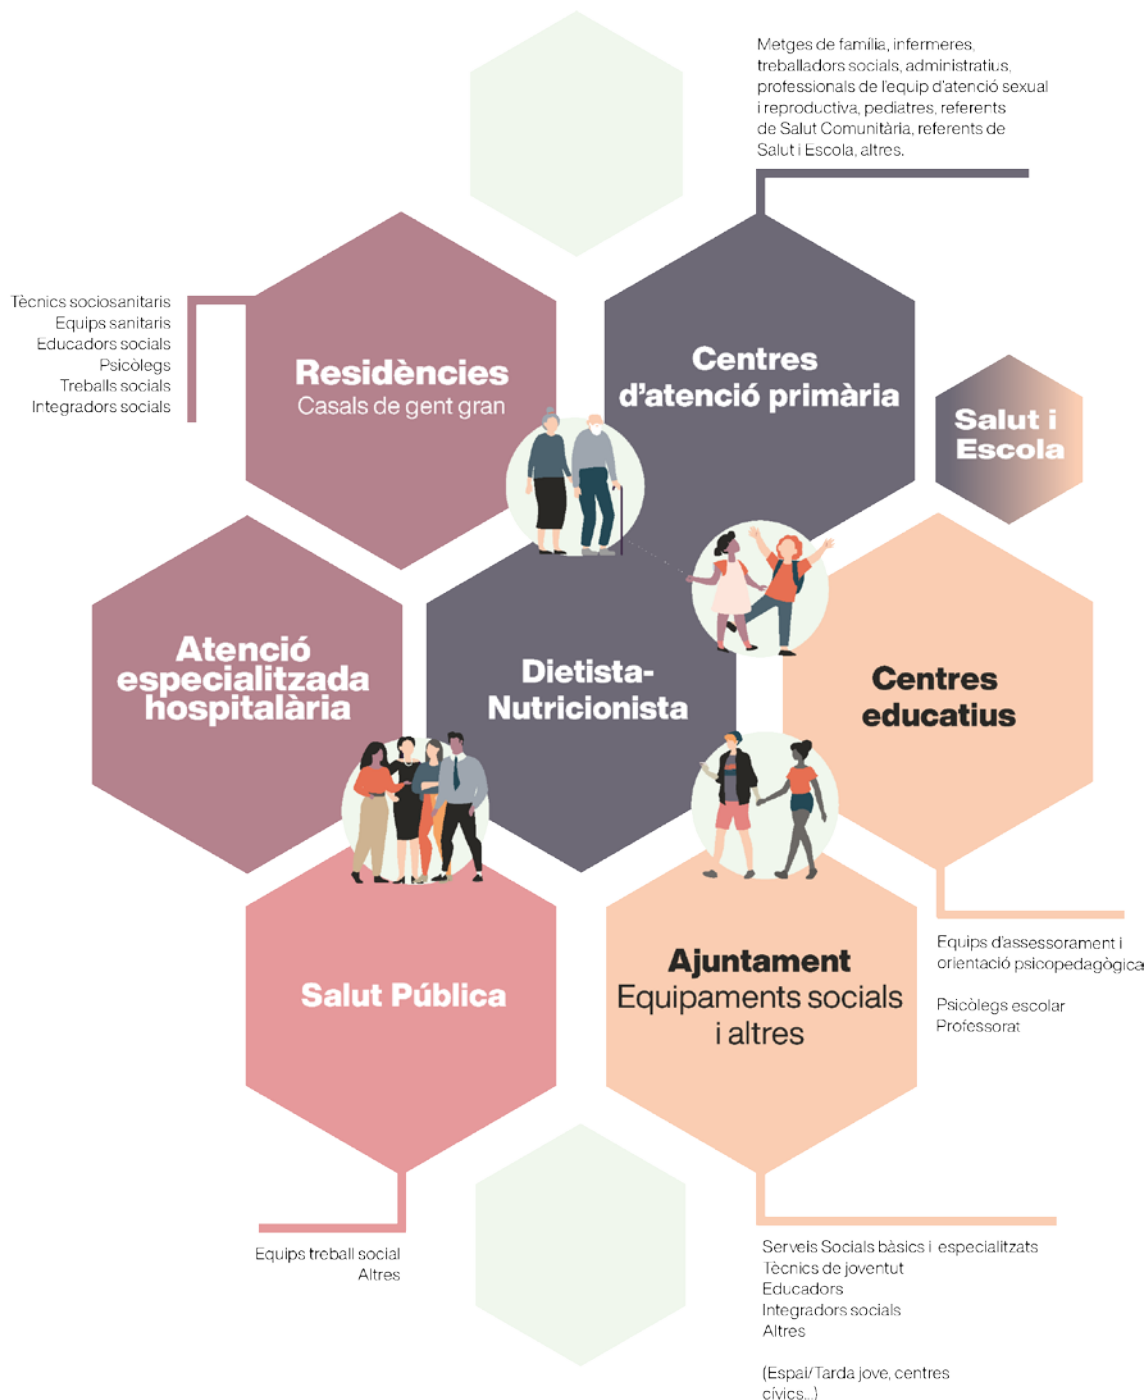 Metges de família, infermeres,
treballadors socials, administratius,
professionals de l'equip d'atenció sexual
i reproductiva, pediatres, referents
de Salut Comunitària, referents de
Salut i Escola, altres.
Tècnics sociosanitaris
Equips sanitaris
Educadors socials
Psicòlegs
Treballs socials
Integradors socials
Residències
Casals de gent gran
Centres
d'atenció primària
Salut i
Escola
Atenció
especialitzada
hospitalària
Dietista-
Nutricionista
Centres
educatius
Equips d'assessorament i
orientació psicopedagògica
Psicòlegs escolar
Professorat
Salut Pública
Ajuntament
Equipaments socials
i altres
Equips treball social
Altres
Serveis Socials bàsics i especialitzats
Tècnics de joventut
Educadors
Integradors socials
Altres
(Espai/Tarda jove, centres
cívics...)